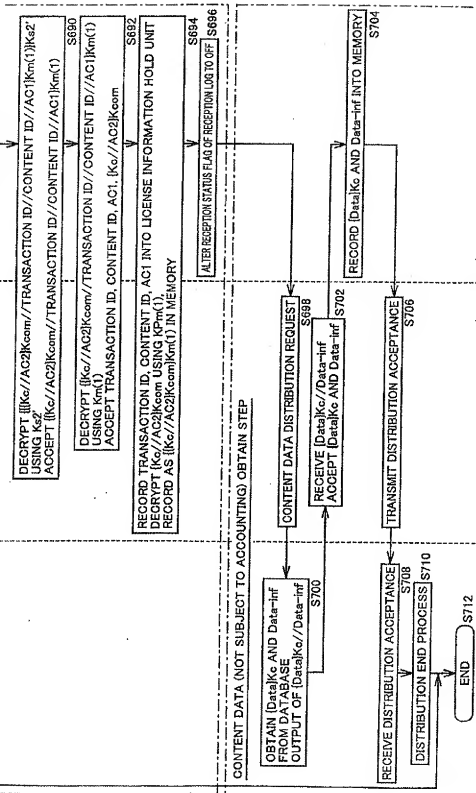 DECRYPT {{{Kc//AC2}Kcom//TRANSACTION ID//CONTENT ID//AC1}Km(1)}Ks2'
USING Ks2'
ACCEPT {{Kc//AC2}Kcom//TRANSACTION ID//CONTENT ID//AC1}Km(1)
S690
DECRYPT {{Kc//AC2}Kcom//TRANSACTION ID//CONTENT ID//AC1}Km(1)
USING Km(1)
ACCEPT TRANSACTION ID, CONTENT ID, AC1, {Kc//AC2}Kcom
S692
RECORD TRANSACTION ID, CONTENT ID, AC1 INTO LICENSE INFORMATION HOLD UNIT
DECRYPT {Kc//AC2}Kcom USING KPm(1),
RECORD AS {{Kc//AC2}Kcom}Km(1) IN MEMORY
S694
ALTER RECEPTION STATUS FLAG OF RECEPTION LOG TO OFF
S696
CONTENT DATA (NOT SUBJECT TO ACCOUNTING) OBTAIN STEP
CONTENT DATA DISTRIBUTION REQUEST
S698
OBTAIN {Data}Kc AND Data-inf
FROM DATABASE
OUTPUT OF {Data}Kc//Data-inf
S700
RECEIVE {Data}Kc//Data-inf
ACCEPT {Data}Kc AND Data-inf
S702
RECORD {Data}Kc AND Data-inf INTO MEMORY
S704
TRANSMIT DISTRIBUTION ACCEPTANCE
S706
RECEIVE DISTRIBUTION ACCEPTANCE
S708
DISTRIBUTION END PROCESS
S710
END
S712